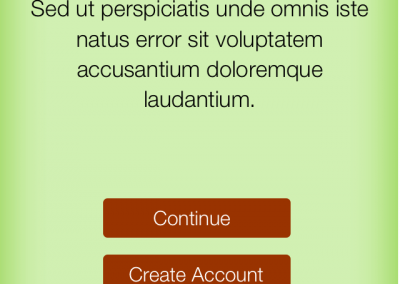 Sed ut perspiciatis unde omnis iste
natus error sit voluptatem
accusantium doloremque
laudantium.
Continue
Create Account